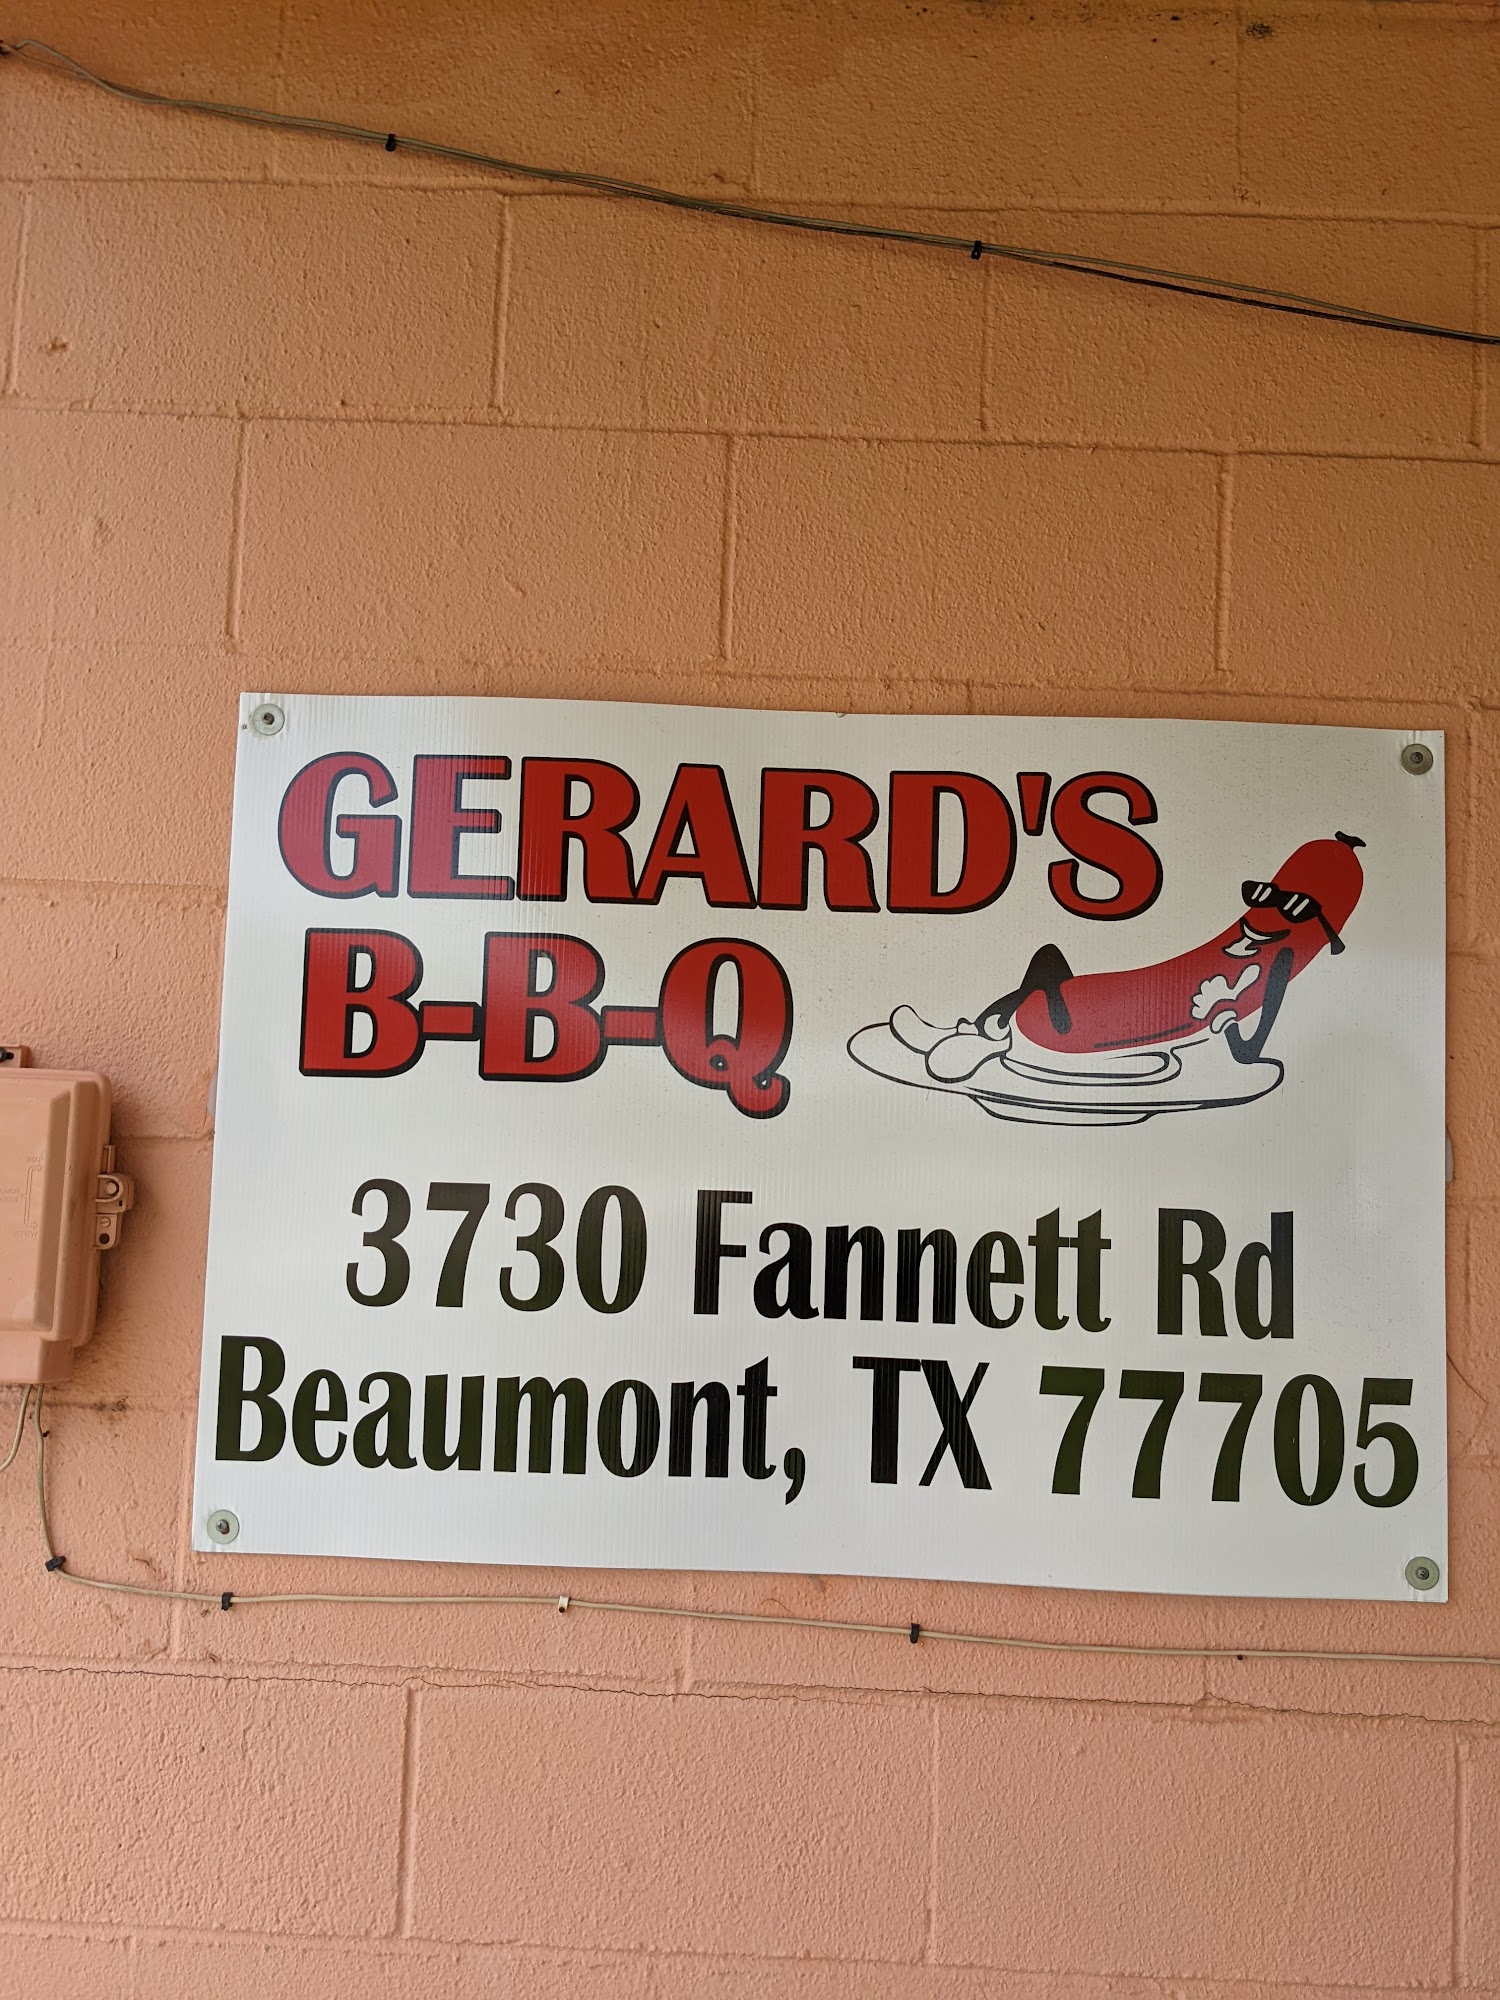 GERARD'S
B-B-Q
3730 Fannett Rd
Beaumont, TX 77705